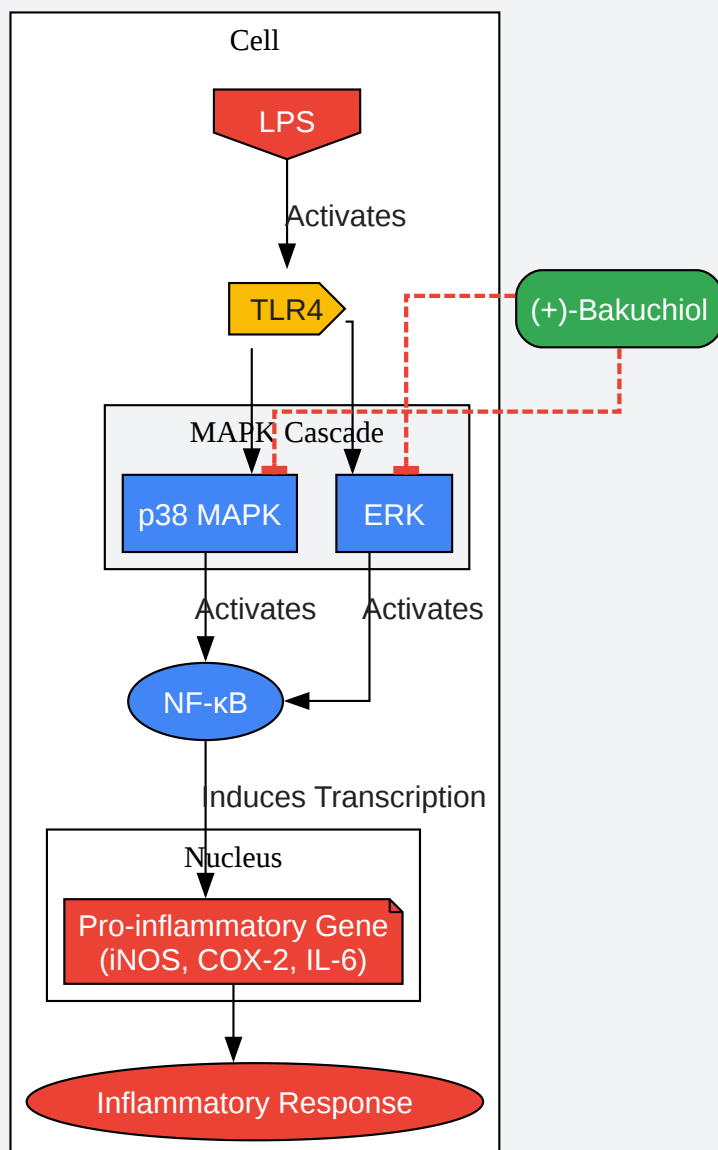 Cell
LPS
Activates
TLR4
(+)-Bakuchiol
MAPK Cascade
p38 MAPK
ERK
Activates
Activates
NF-κB
Induces Transcription
Nucleus
Pro-inflammatory Gene
(iNOS, COX-2, IL-6)
Inflammatory Response